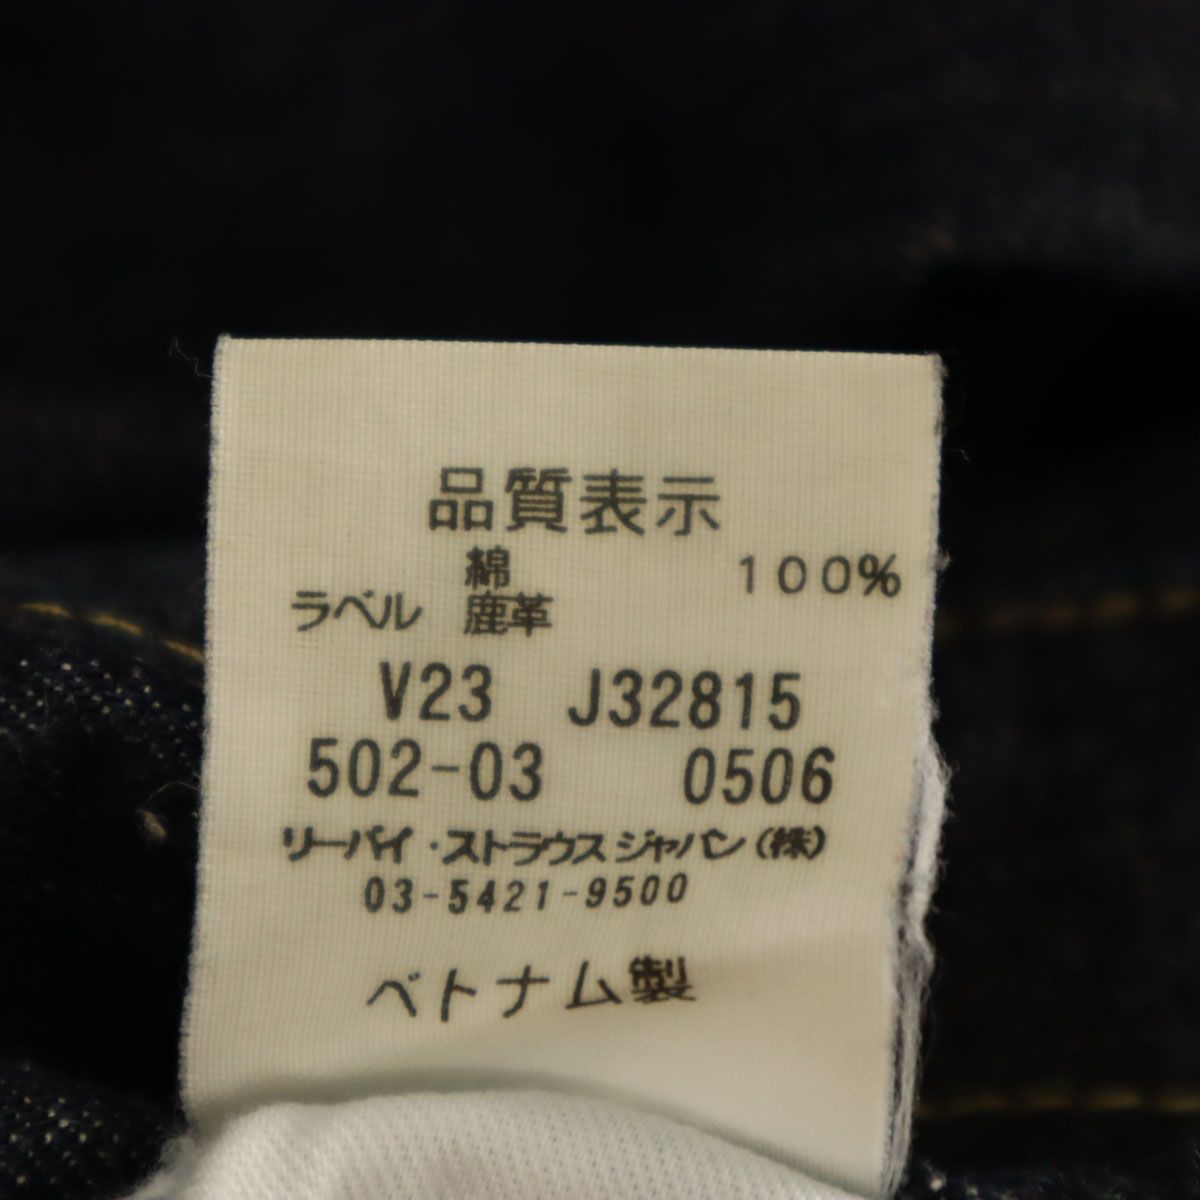 品質表示
綿 100%
ラベル 鹿革
V23 J32815
502-03 0506
リーバイ・ストラウスジャパン(株)
03-5421-9500
ベトナム製